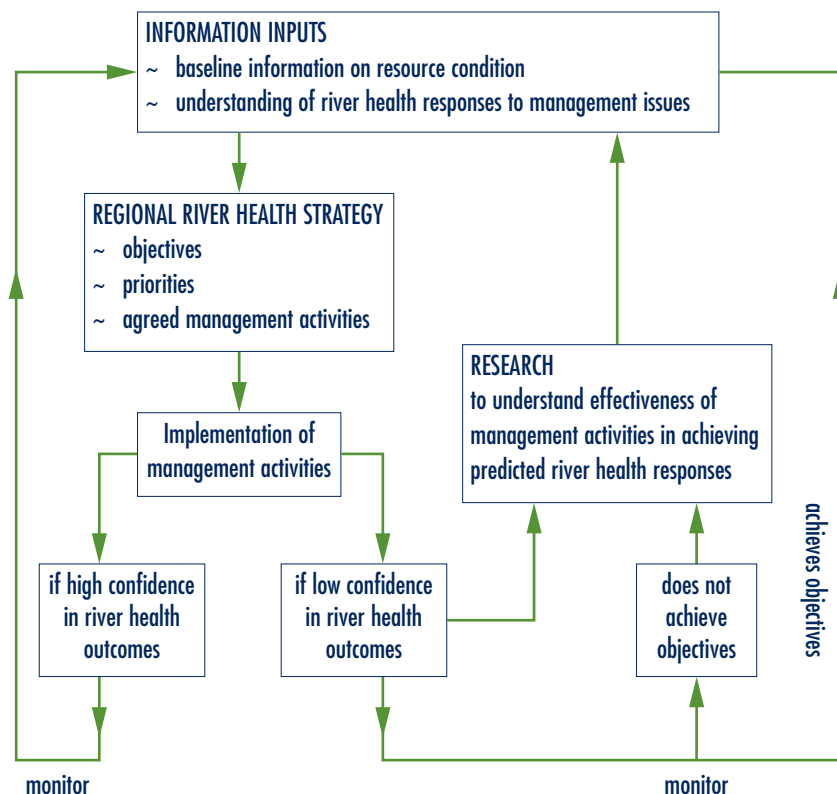 INFORMATION INPUTS
~ baseline information on resource condition
~ understanding of river health responses to management issues
REGIONAL RIVER HEALTH STRATEGY
~ objectives
~ priorities
~ agreed management activities
RESEARCH
to understand effectiveness of
management activities in achieving
predicted river health responses
Implementation of
management activities
achieves objectives
if high confidence
in river health
outcomes
if low confidence
in river health
outcomes
does not
achieve
objectives
monitor
monitor